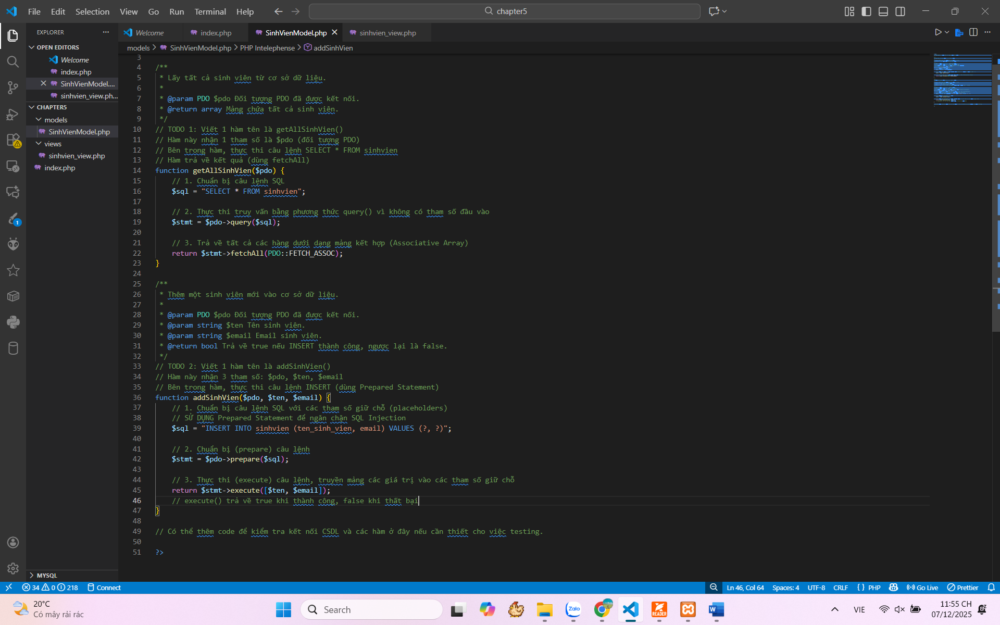 File Edit Selection View Go Run Terminal Help
chapter5
EXPLORER
OPEN EDITORS
Welcome
index.php
SinhVienModel....
sinhvien_view.ph...
CHAPTER5
models
SinhVienModel.php
views
sinhvien_view.php
index.php
MYSQL
Welcome index.php SinhVienModel.php sinhvien_view.php
models > SinhVienModel.php > PHP Intelephense > addSinhVien
3
4 /**
5 * Lấy tất cả sinh viên từ cơ sở dữ liệu.
6 *
7 * @param PDO $pdo Đối tượng PDO đã được kết nối.
8 * @return array Mảng chứa tất cả sinh viên.
9 */
10 // TODO 1: Viết 1 hàm tên là getAllSinhVien()
11 // Hàm này nhận 1 tham số là $pdo (đối tượng PDO)
12 // Bên trong hàm, thực thi câu lệnh SELECT * FROM sinhvien
13 // Hàm trả về kết quả (dùng fetchAll)
14 function getAllSinhVien($pdo) {
15 // 1. Chuẩn bị câu lệnh SQL
16 $sql = "SELECT * FROM sinhvien";
17
18 // 2. Thực thi truy vấn bằng phương thức query() vì không có tham số đầu vào
19 $stmt = $pdo->query($sql);
20
21 // 3. Trả về tất cả các hàng dưới dạng mảng kết hợp (Associative Array)
22 return $stmt->fetchAll(PDO::FETCH_ASSOC);
23 }
24
25 /**
26 * Thêm một sinh viên mới vào cơ sở dữ liệu.
27 *
28 * @param PDO $pdo Đối tượng PDO đã được kết nối.
29 * @param string $ten Tên sinh viên.
30 * @param string $email Email sinh viên.
31 * @return bool Trả về true nếu INSERT thành công, ngược lại là false.
32 */
33 // TODO 2: Viết 1 hàm tên là addSinhVien()
34 // Hàm này nhận 3 tham số: $pdo, $ten, $email
35 // Bên trong hàm, thực thi câu lệnh INSERT (dùng Prepared Statement)
36 function addSinhVien($pdo, $ten, $email) {
37 // 1. Chuẩn bị câu lệnh SQL với các tham số giữ chỗ (placeholders)
38 // SỬ DỤNG Prepared Statement để ngăn chặn SQL Injection
39 $sql = "INSERT INTO sinhvien (ten_sinh_vien, email) VALUES (?, ?)";
40
41 // 2. Chuẩn bị (prepare) câu lệnh
42 $stmt = $pdo->prepare($sql);
43
44 // 3. Thực thi (execute) câu lệnh, truyền mảng các giá trị vào các tham số giữ chỗ
45 return $stmt->execute([$ten, $email]);
46 // execute() trả về true khi thành công, false khi thất bại
47 }
48
49 // Có thể thêm code để kiểm tra kết nối CSDL và các hàm ở đây nếu cần thiết cho việc testing.
50
51 ?>
34 0 218 Connect
Ln 46, Col 64 Spaces: 4 UTF-8 CRLF { } PHP Go Live Prettier
20°C
Có mây rải rác
Search
1
Zalo
READER
W
VIE
11:55 CH
07/12/2025